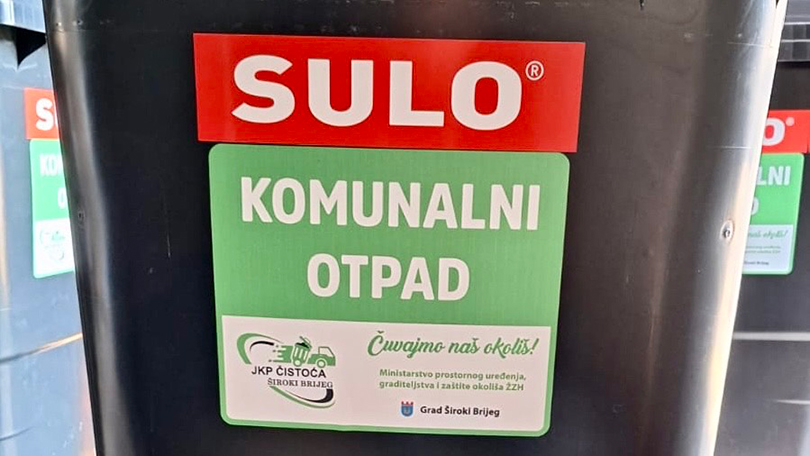 SULO®
KOMUNALNI
OTPAD
JKP ČISTOĆA
ŠIROKI BRIJEG
Čuvajmo naš okoliš!
Ministarstvo prostornog uređenja,
graditeljstva i zaštite okoliša ŽZH
Grad Široki Brijeg